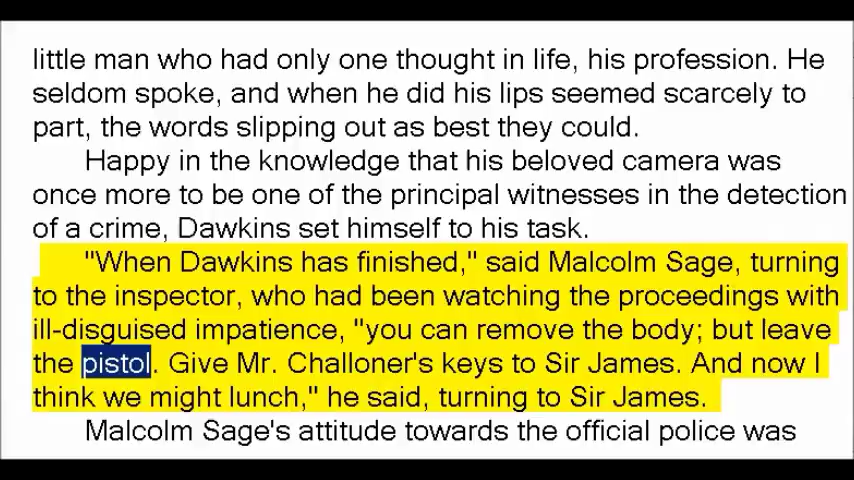 little man who had only one thought in life, his profession. He
seldom spoke, and when he did his lips seemed scarcely to
part, the words slipping out as best they could.
Happy in the knowledge that his beloved camera was
once more to be one of the principal witnesses in the detection
of a crime, Dawkins set himself to his task.
"When Dawkins has finished," said Malcolm Sage, turning
to the inspector, who had been watching the proceedings with
ill-disguised impatience, "you can remove the body; but leave
the pistol. Give Mr. Challoner's keys to Sir James. And now I
think we might lunch," he said, turning to Sir James.
Malcolm Sage's attitude towards the official police was